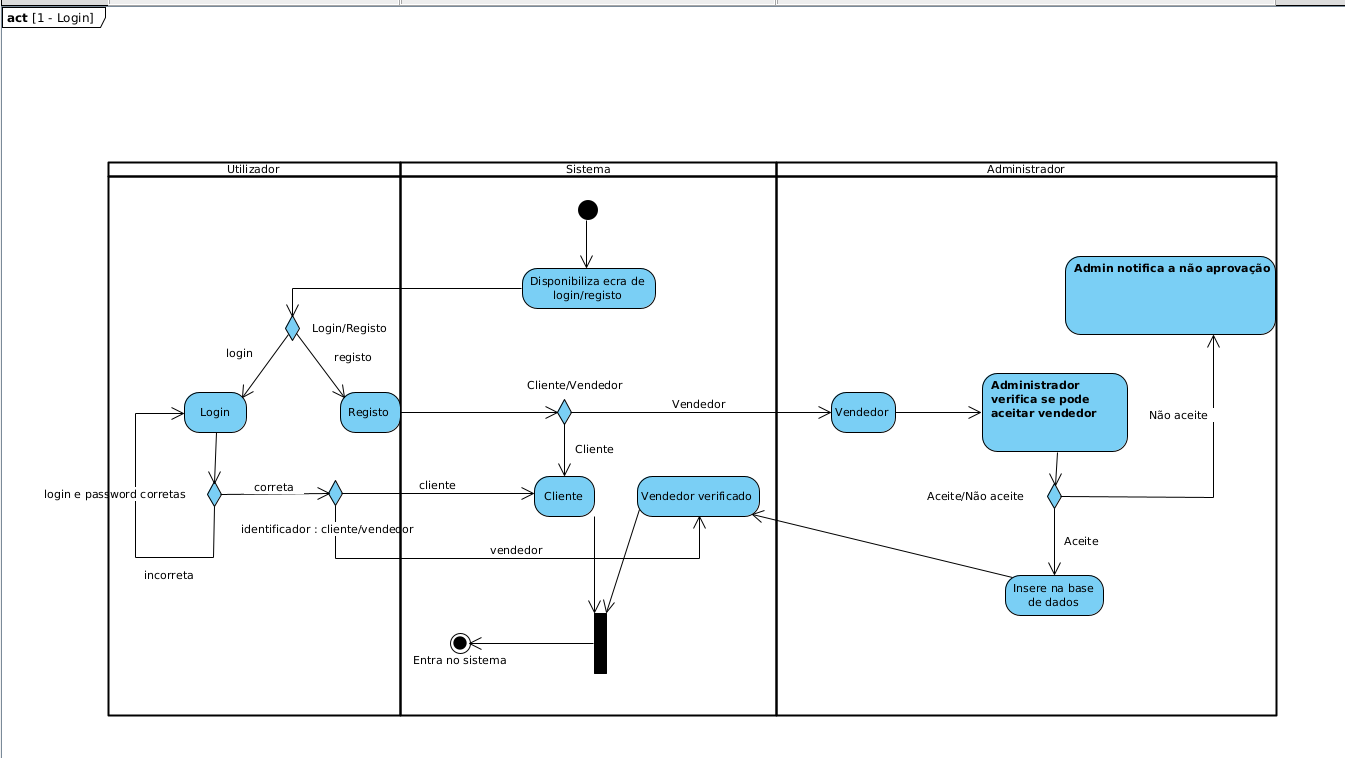 act [1 - Login]
Utilizador
Sistema
Administrador
Disponibiliza ecra de
login/registo
Admin notifica a não aprovação
Login/Registo
login
registo
Cliente/Vendedor
Login
Registo
Vendedor
Vendedor
Administrador
verifica se pode
aceitar vendedor
Não aceite
Cliente
login e password corretas
correta
cliente
Cliente
Vendedor verificado
Aceite/Não aceite
identificador : cliente/vendedor
vendedor
Aceite
incorreta
Insere na base
de dados
Entra no sistema